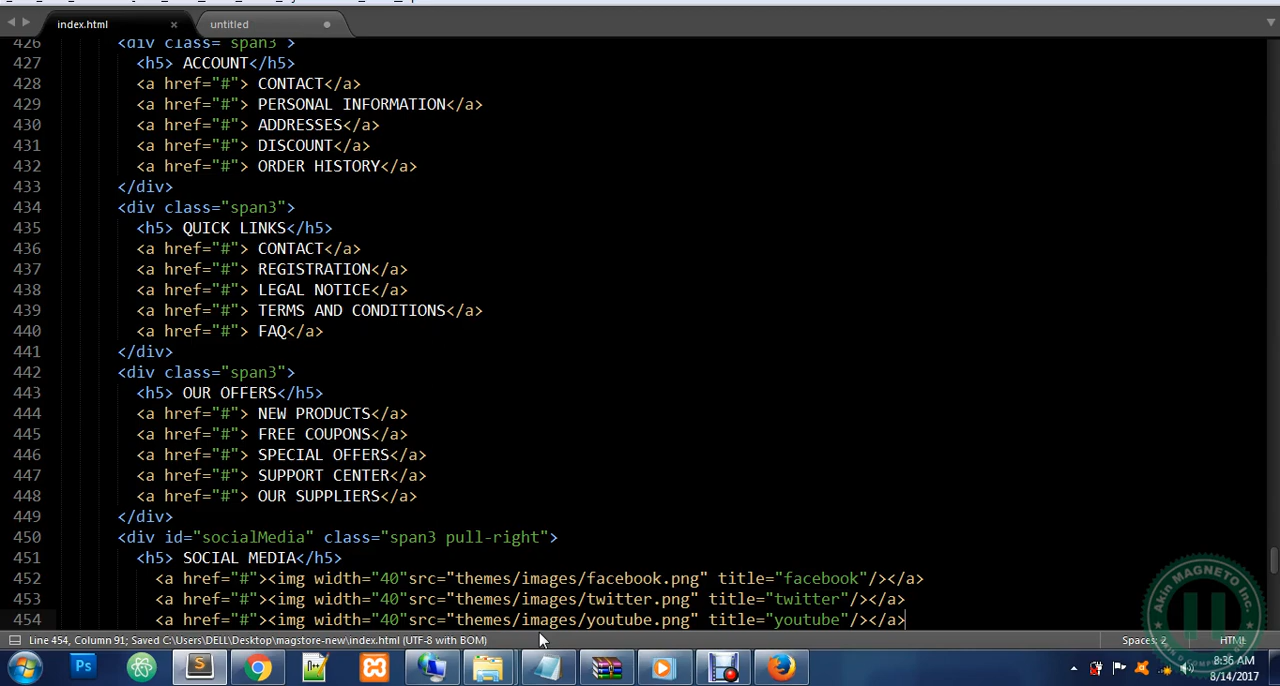 index.html × untitled
426 <div class="span3">
427 <h5> ACCOUNT</h5>
428 <a href="#"> CONTACT</a>
429 <a href="#"> PERSONAL INFORMATION</a>
430 <a href="#"> ADDRESSES</a>
431 <a href="#"> DISCOUNT</a>
432 <a href="#"> ORDER HISTORY</a>
433 </div>
434 <div class="span3">
435 <h5> QUICK LINKS</h5>
436 <a href="#"> CONTACT</a>
437 <a href="#"> REGISTRATION</a>
438 <a href="#"> LEGAL NOTICE</a>
439 <a href="#"> TERMS AND CONDITIONS</a>
440 <a href="#"> FAQ</a>
441 </div>
442 <div class="span3">
443 <h5> OUR OFFERS</h5>
444 <a href="#"> NEW PRODUCTS</a>
445 <a href="#"> FREE COUPONS</a>
446 <a href="#"> SPECIAL OFFERS</a>
447 <a href="#"> SUPPORT CENTER</a>
448 <a href="#"> OUR SUPPLIERS</a>
449 </div>
450 <div id="socialMedia" class="span3 pull-right">
451 <h5> SOCIAL MEDIA</h5>
452 <a href="#"><img width="40"src="themes/images/facebook.png" title="facebook"/></a>
453 <a href="#"><img width="40"src="themes/images/twitter.png" title="twitter"/></a>
454 <a href="#"><img width="40"src="themes/images/youtube.png" title="youtube"/></a>
Akin MAGNETO Inc.
Line 454, Column 91; Saved C:\Users\DELL\Desktop\magstore-new\index.html (UTF-8 with BOM) Spaces: 2 HTML
Ps S
8:36 AM
8/14/2017